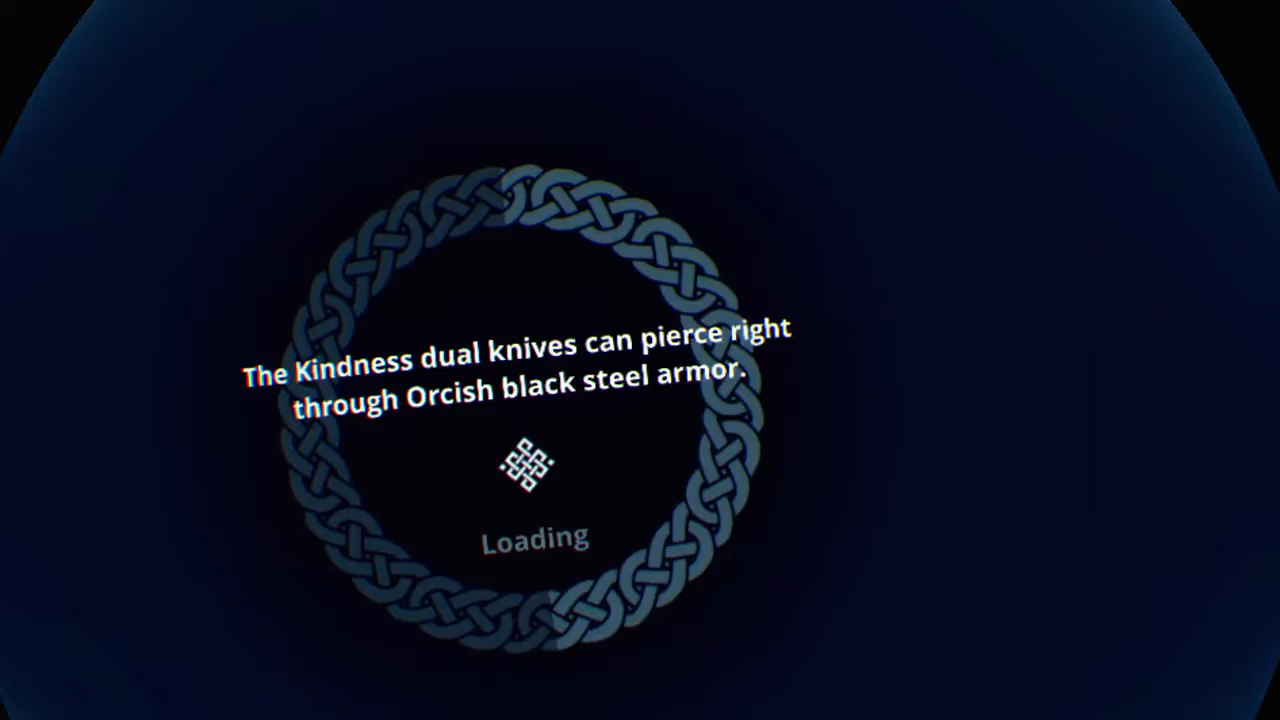 The Kindness dual knives can pierce right
through Orcish black steel armor.
Loading